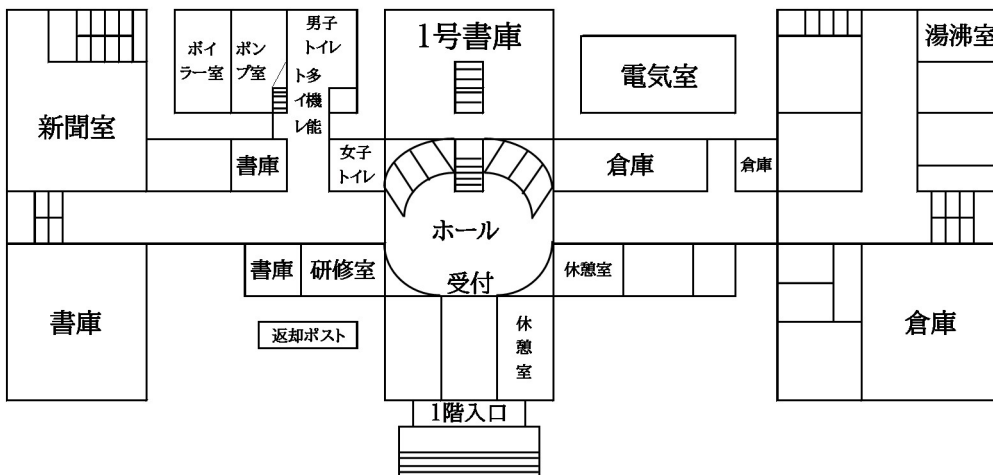 男子
トイレ
ボイ
ラー室
ポン
プ室
1号書庫
湯沸室
電気室
多機能
トイレ
新聞室
書庫
女子
トイレ
倉庫
倉庫
ホール
書庫
研修室
受付
休憩室
書庫
返却ポスト
休憩室
倉庫
1階入口